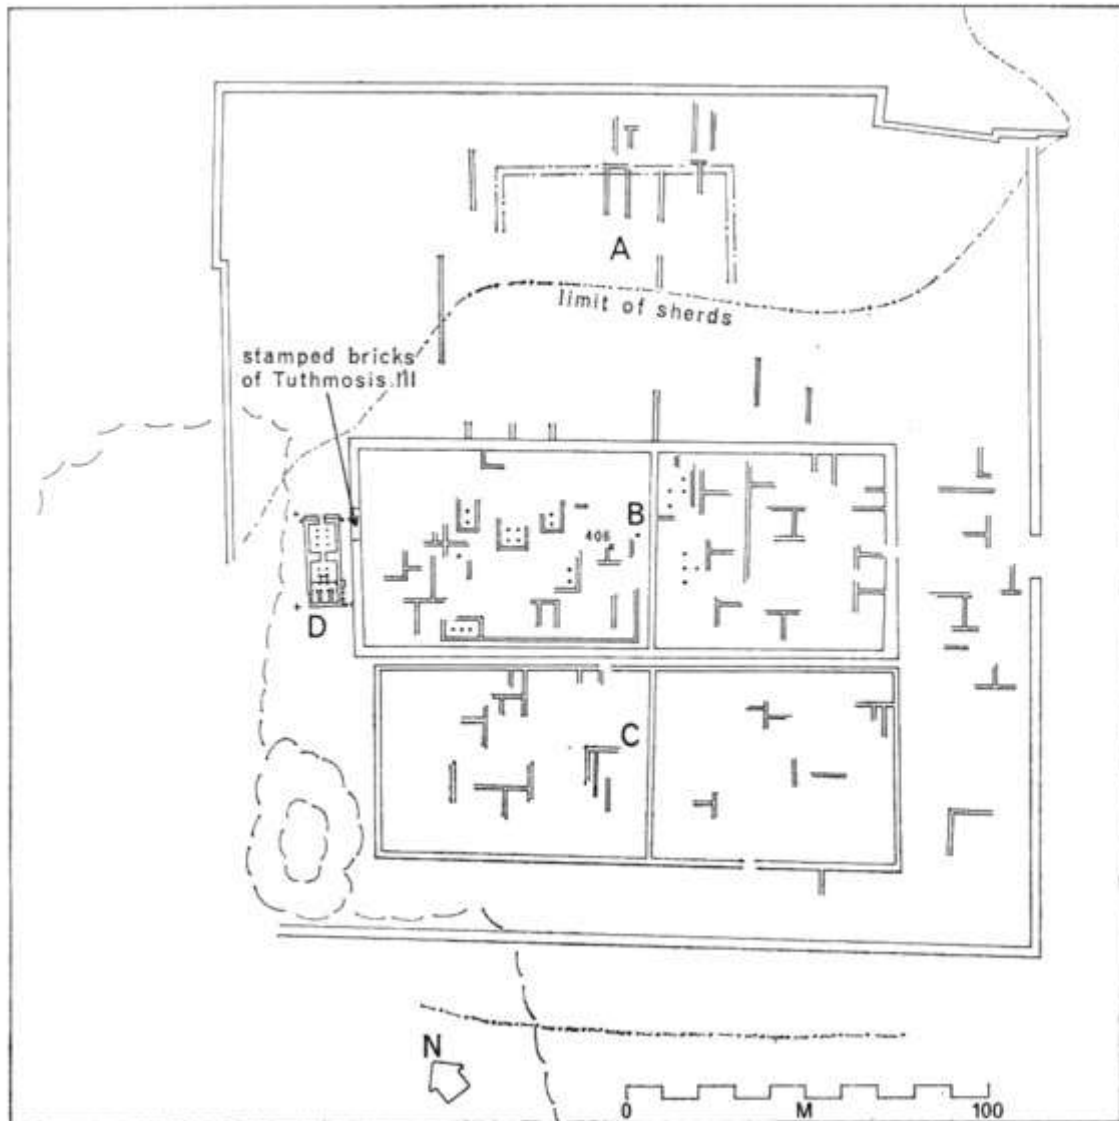 A
limit of sherds
stamped bricks
of Tuthmosis III
B
406
D
C
N
0 M 100